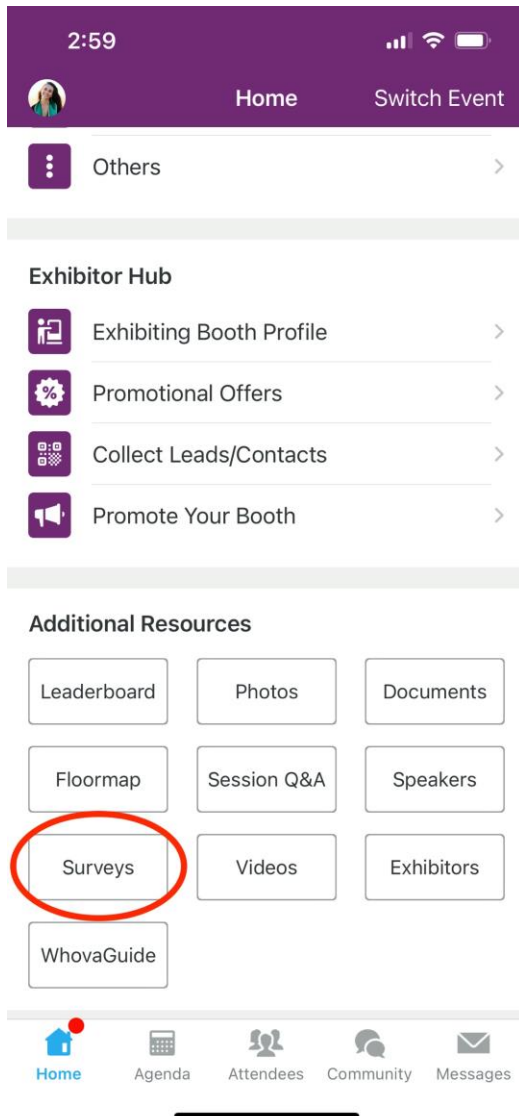 2:59
Home Switch Event
Others
Exhibitor Hub
Exhibiting Booth Profile
%
Promotional Offers
Collect Leads/Contacts
Promote Your Booth
Additional Resources
Leaderboard Photos Documents
Floormap Session Q&A Speakers
Surveys Videos Exhibitors
WhovaGuide
Home Agenda Attendees Community Messages